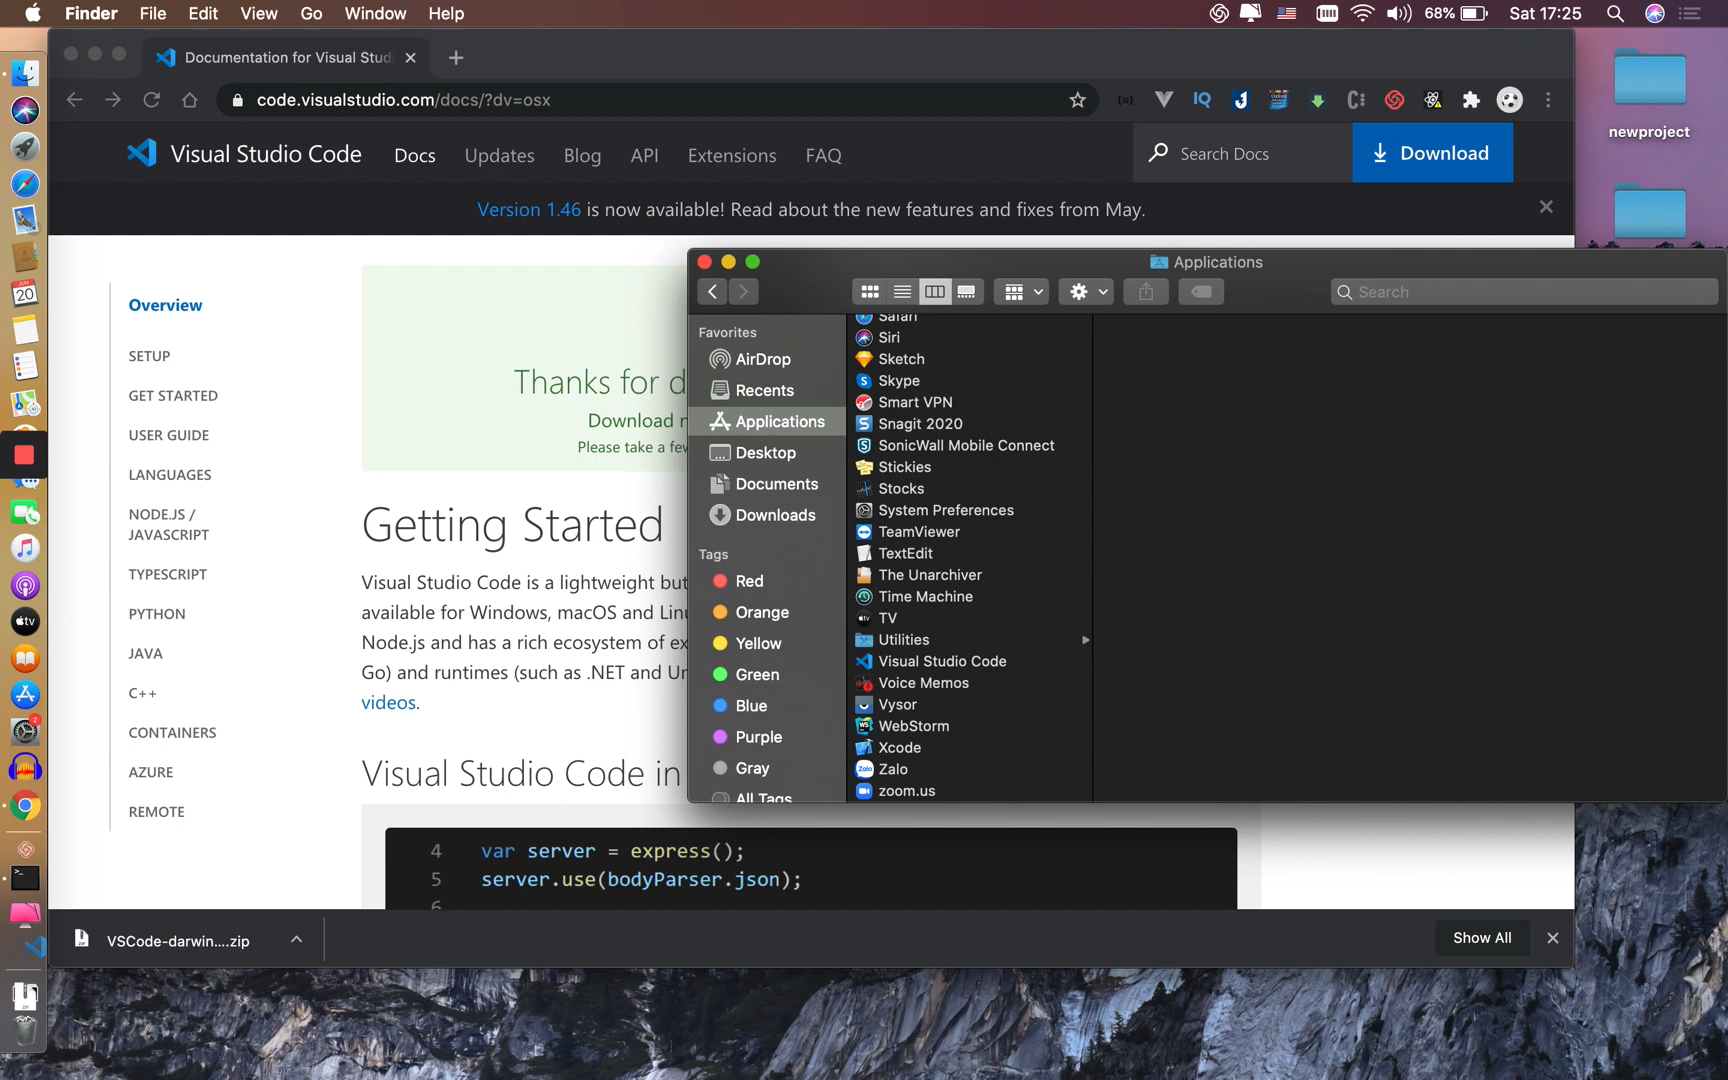 Finder File Edit View Go Window Help
68% Sat 17:25
Documentation for Visual Studi
code.visualstudio.com/docs/?dv=osx
Visual Studio Code Docs Updates Blog API Extensions FAQ
Search Docs
Download
Version 1.46 is now available! Read about the new features and fixes from May.
newproject
Overview
SETUP
GET STARTED
USER GUIDE
LANGUAGES
NODE.JS /
JAVASCRIPT
TYPESCRIPT
PYTHON
JAVA
C++
CONTAINERS
AZURE
REMOTE
Thanks for d
Download
Please take a few
Getting Started
Visual Studio Code is a lightweight but
available for Windows, macOS and Linu
Node.js and has a rich ecosystem of ex
Go) and runtimes (such as .NET and Un
videos.
Visual Studio Code in
4 var server = express();
5 server.use(bodyParser.json);
6
Applications
Search
Favorites
AirDrop
Recents
Applications
Desktop
Documents
Downloads
Tags
Red
Orange
Yellow
Green
Blue
Purple
Gray
All Tags
Safari
Siri
Sketch
Skype
Smart VPN
Snagit 2020
SonicWall Mobile Connect
Stickies
Stocks
System Preferences
TeamViewer
TextEdit
The Unarchiver
Time Machine
TV
Utilities
Visual Studio Code
Voice Memos
Vysor
WebStorm
Xcode
Zalo
zoom.us
VSCode-darwin....zip
Show All